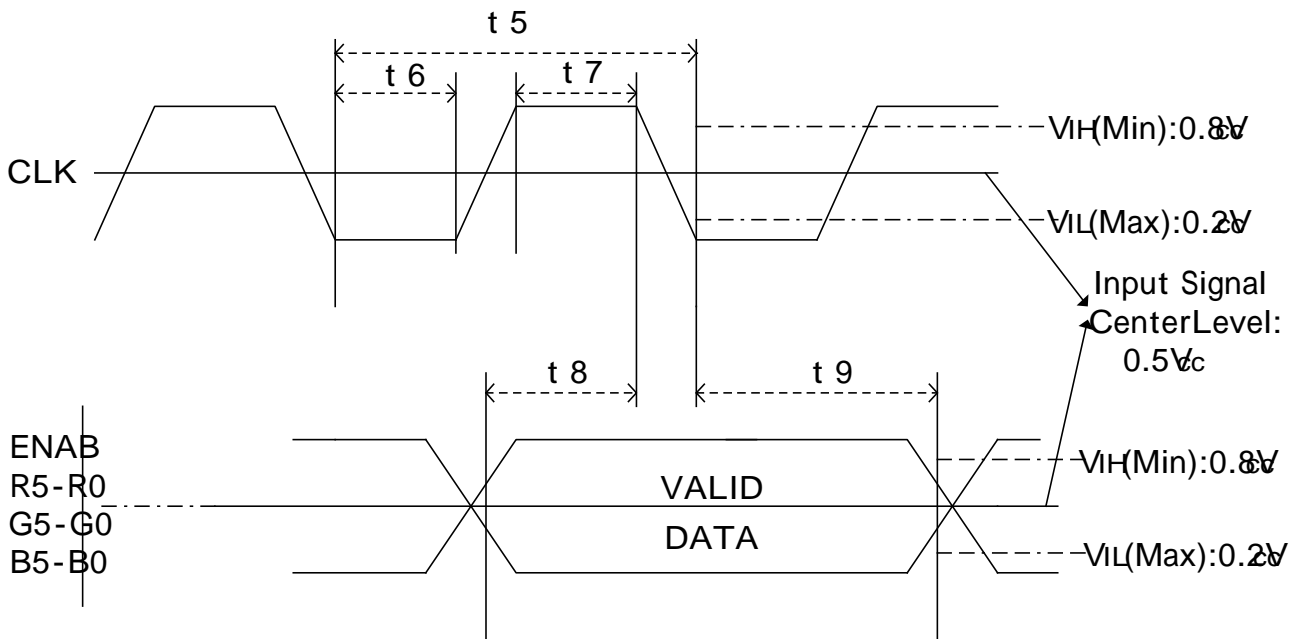 t 5
t 6
t 7
CLK
VIH(Min):0.8Vcc
VIL(Max):0.2Vcc
Input Signal
CenterLevel:
0.5Vcc
t 8
t 9
ENAB
R5-R0
G5-G0
B5-B0
VALID
DATA
VIH(Min):0.8Vcc
VIL(Max):0.2Vcc